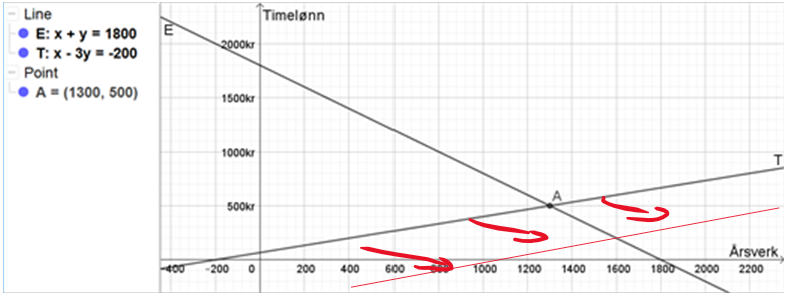 Line
E: x + y = 1800
T: x - 3y = -200
Point
A = (1300, 500)
Timelønn
E
2000kr
1500kr
1000kr
T
A
500kr
Årsverk
-400 -200 0 200 400 600 800 1000 1200 1400 1600 1800 2000 2200